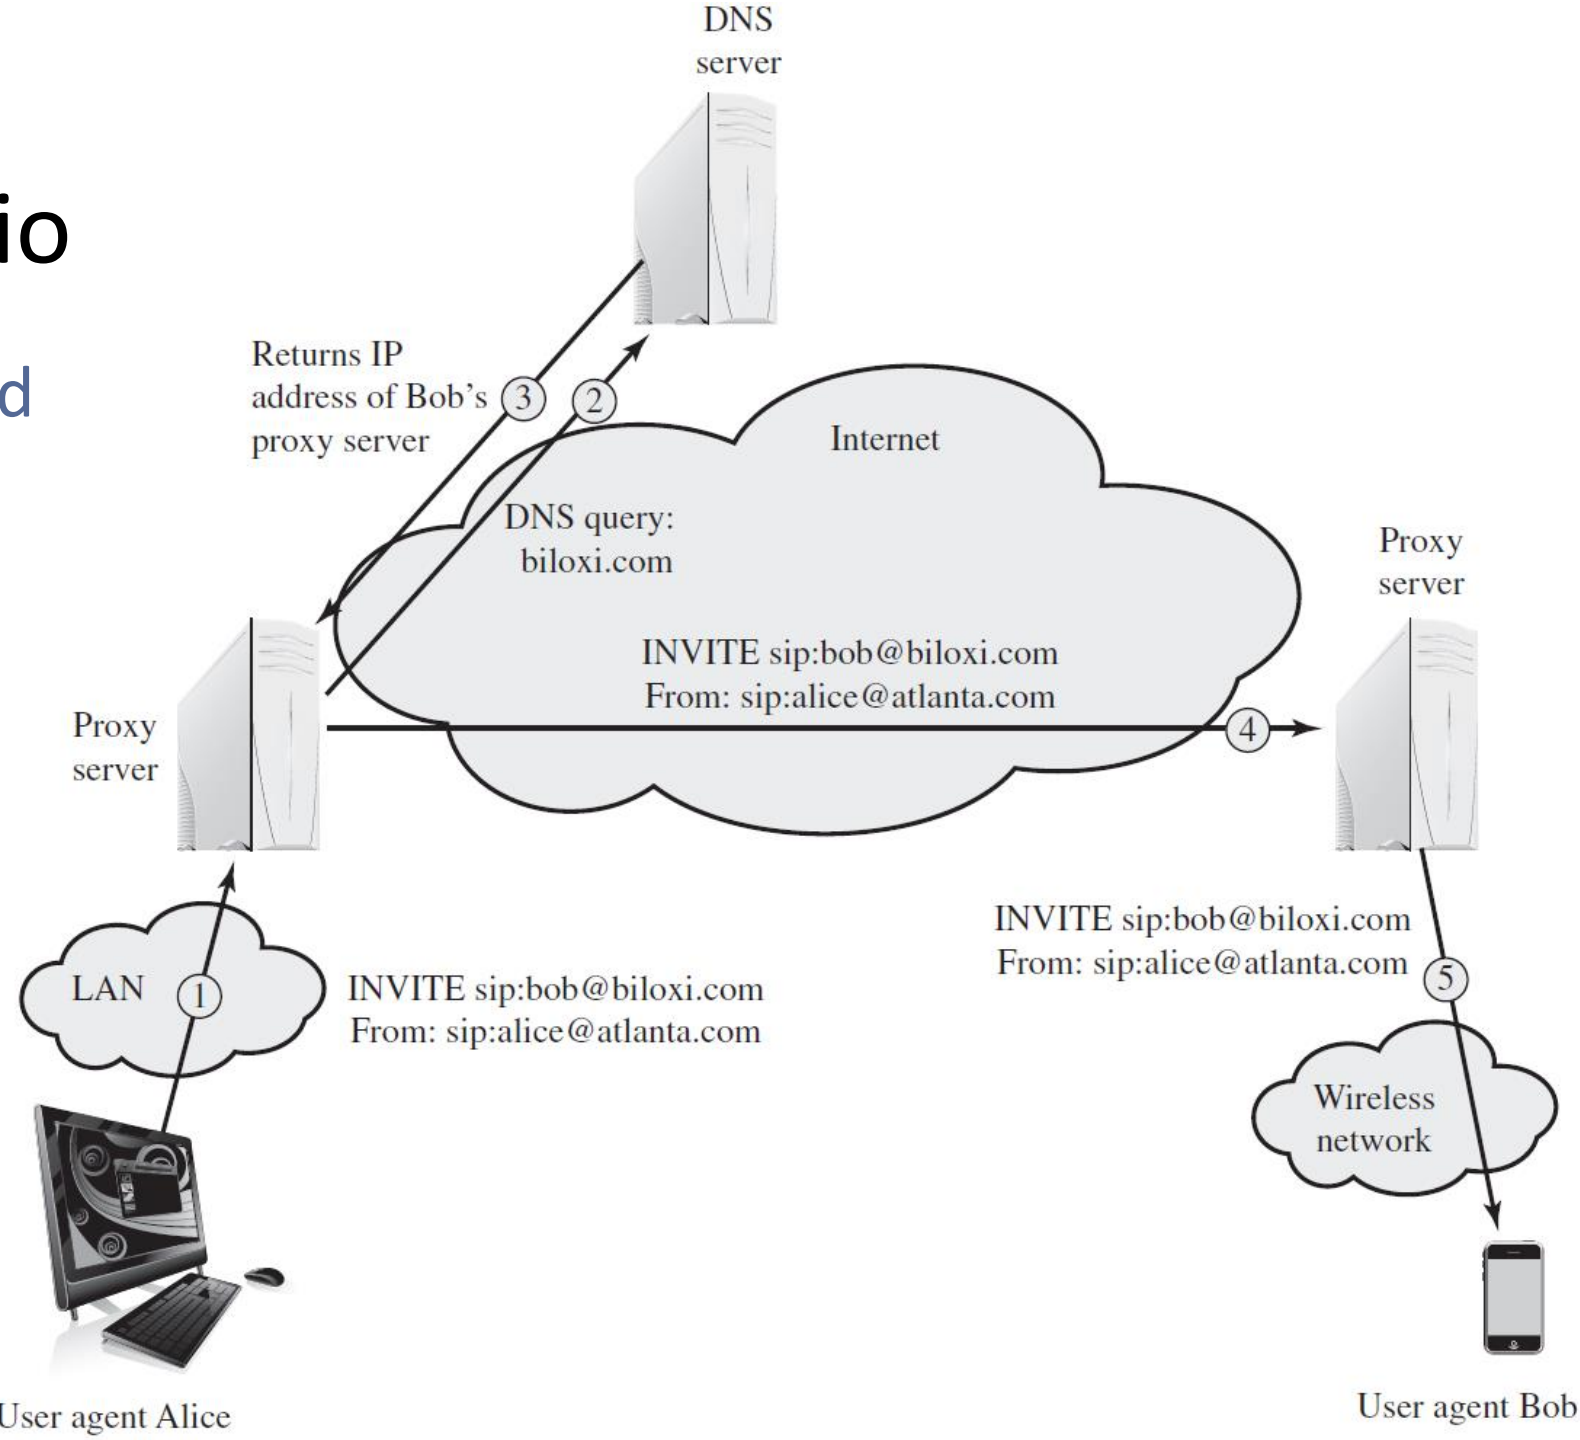 DNS
server
io
d
Returns IP
address of Bob's
proxy server
3
2
Internet
DNS query:
biloxi.com
Proxy
server
INVITE sip:bob@biloxi.com
From: sip:alice@atlanta.com
4
Proxy
server
INVITE sip:bob@biloxi.com
From: sip:alice@atlanta.com
5
LAN
1
INVITE sip:bob@biloxi.com
From: sip:alice@atlanta.com
Wireless
network
User agent Alice
User agent Bob